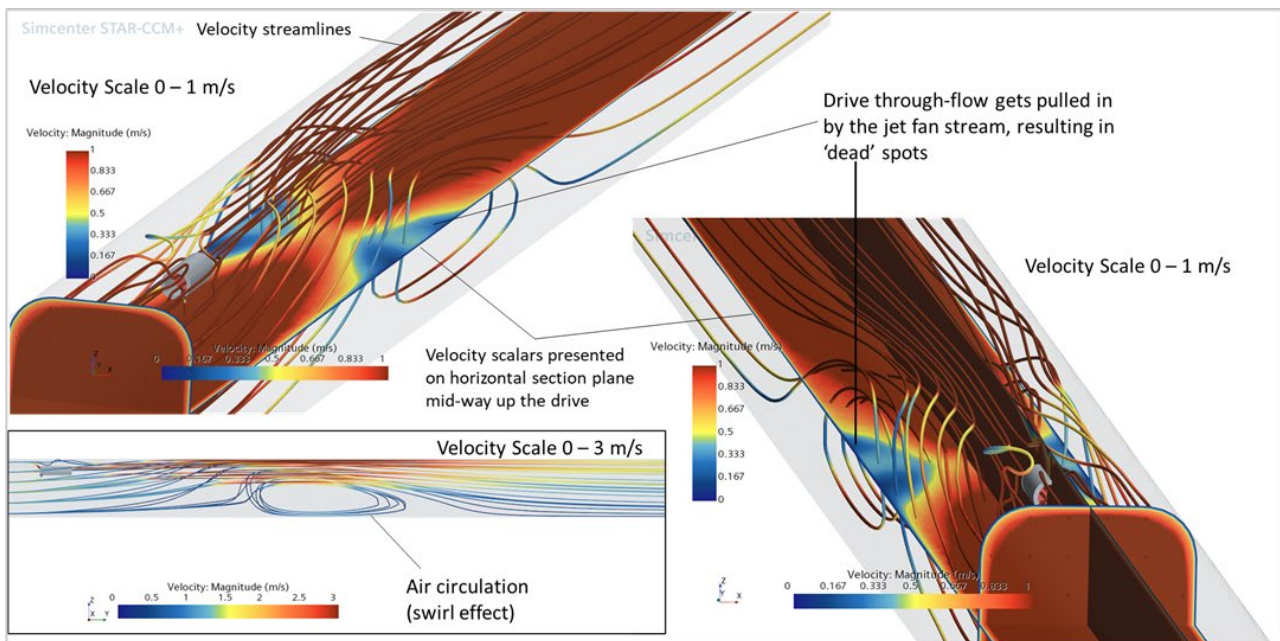 Simcenter STAR-CCM+
Velocity streamlines
Velocity Scale 0 – 1 m/s
Velocity: Magnitude (m/s)
1
0.833
0.667
0.5
0.333
0.167
0
Z
Y
X
Velocity: Magnitude (m/s)
0 0.167 0.333 0.5 0.667 0.833 1
Drive through-flow gets pulled in
by the jet fan stream, resulting in
‘dead’ spots
Velocity scalars presented
on horizontal section plane
mid-way up the drive
Simcen
Velocity Scale 0 – 1 m/s
Velocity: Magnitude (m/s)
1
0.833
0.667
0.5
0.333
0.167
0
Z
Y
X
Velocity: Magnitude (m/s)
0 0.167 0.333 0.5 0.667 0.833 1
Velocity Scale 0 – 3 m/s
Air circulation
(swirl effect)
Z
X Y
Velocity: Magnitude (m/s)
0 0.5 1 1.5 2 2.5 3